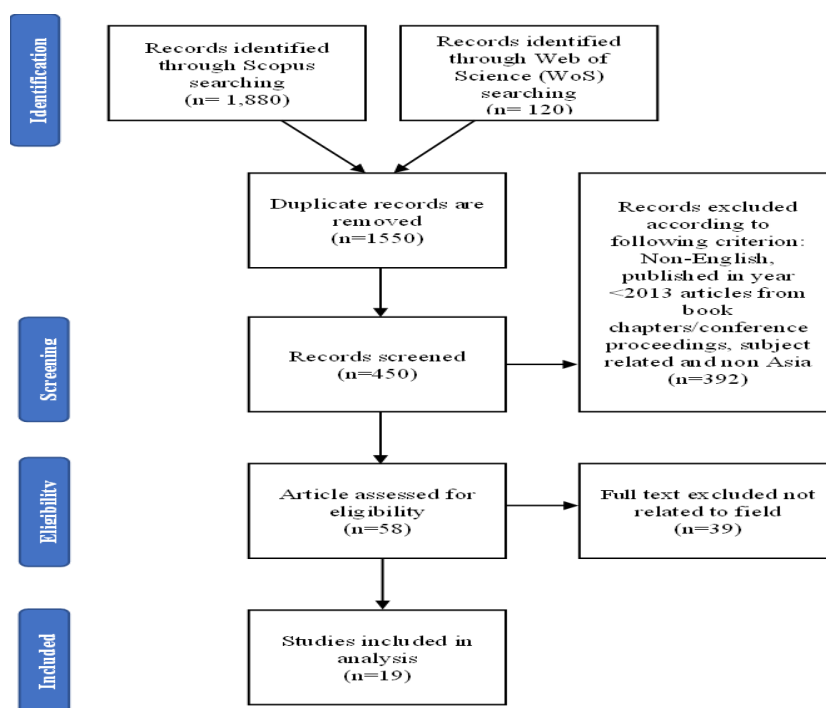 Identification
Records identified
through Scopus
searching
(n= 1,880)
Records identified
through Web of
Science (WoS)
searching
(n= 120)
Duplicate records are
removed
(n=1550)
Records excluded
according to
following criterion:
Non-English,
published in year
<2013 articles from
book
chapters/conference
proceedings, subject
related and non Asia
(n=392)
Screening
Records screened
(n=450)
Eligibility
Article assessed for
eligibility
(n=58)
Full text excluded not
related to field
(n=39)
Included
Studies included in
analysis
(n=19)